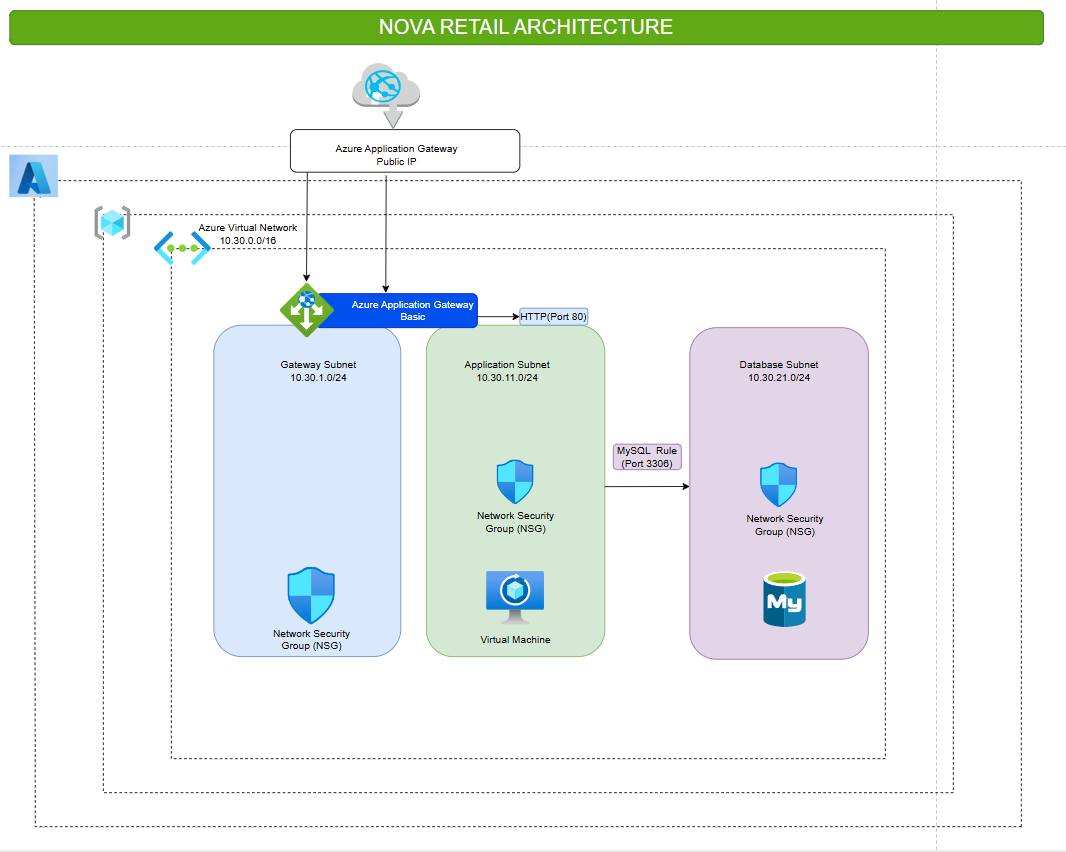 NOVA RETAIL ARCHITECTURE
Azure Application Gateway
Public IP
Azure Virtual Network
10.30.0.0/16
Azure Application Gateway
Basic
HTTP(Port 80)
Gateway Subnet
10.30.1.0/24
Application Subnet
10.30.11.0/24
Database Subnet
10.30.21.0/24
MySQL Rule
(Port 3306)
Network Security
Group (NSG)
Network Security
Group (NSG)
My
Network Security
Group (NSG)
Virtual Machine